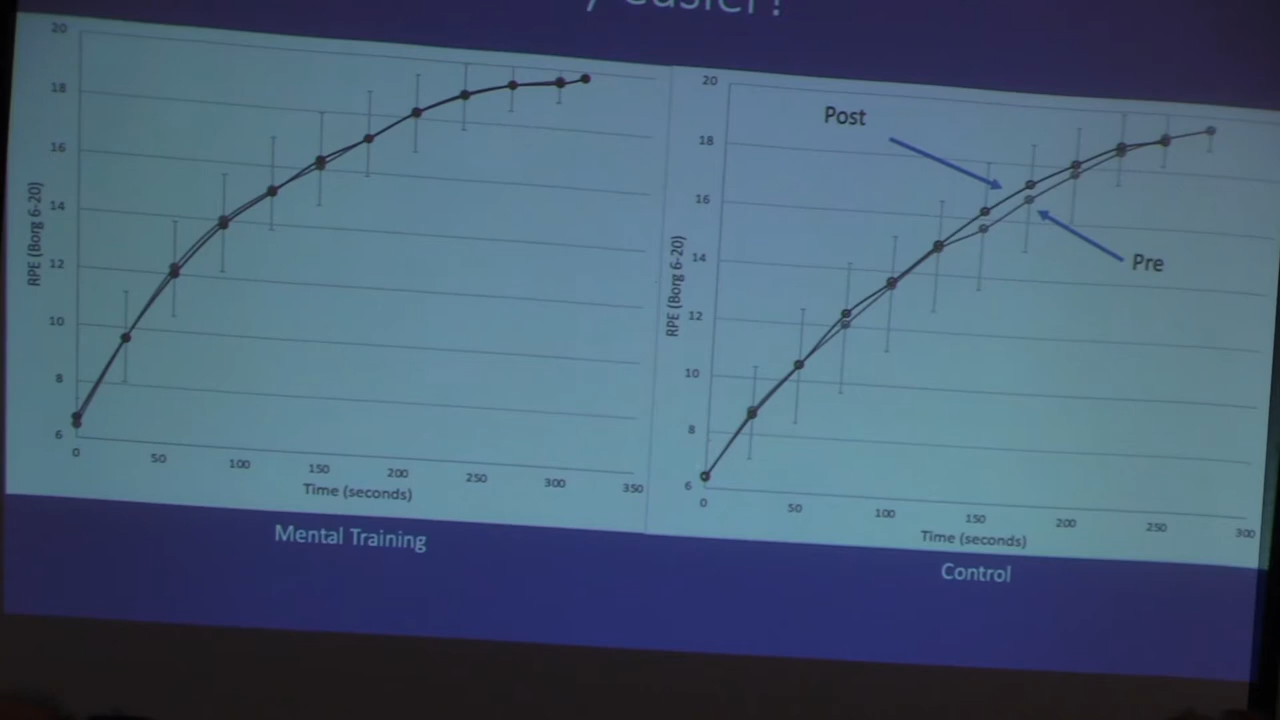 easier?
20
18
16
14
12
10
8
6
RPE (Borg 6-20)
0 50 100 150 200 250 300 350
Time (seconds)
Mental Training
20
18
16
14
12
10
8
6
RPE (Borg 6-20)
Post
Pre
0 50 100 150 200 250 300
Time (seconds)
Control